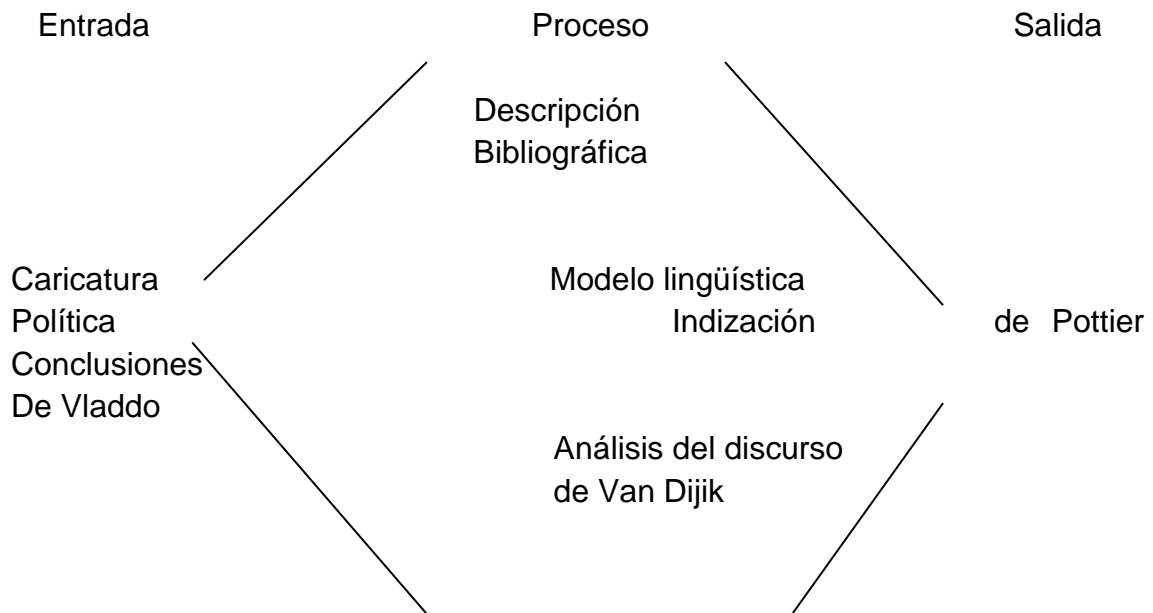 Entrada Proceso Salida
Descripción
Bibliográfica
Caricatura Modelo lingüística
Política Indización de Pottier
Conclusiones
De Vladdo
Análisis del discurso
de Van Dijik